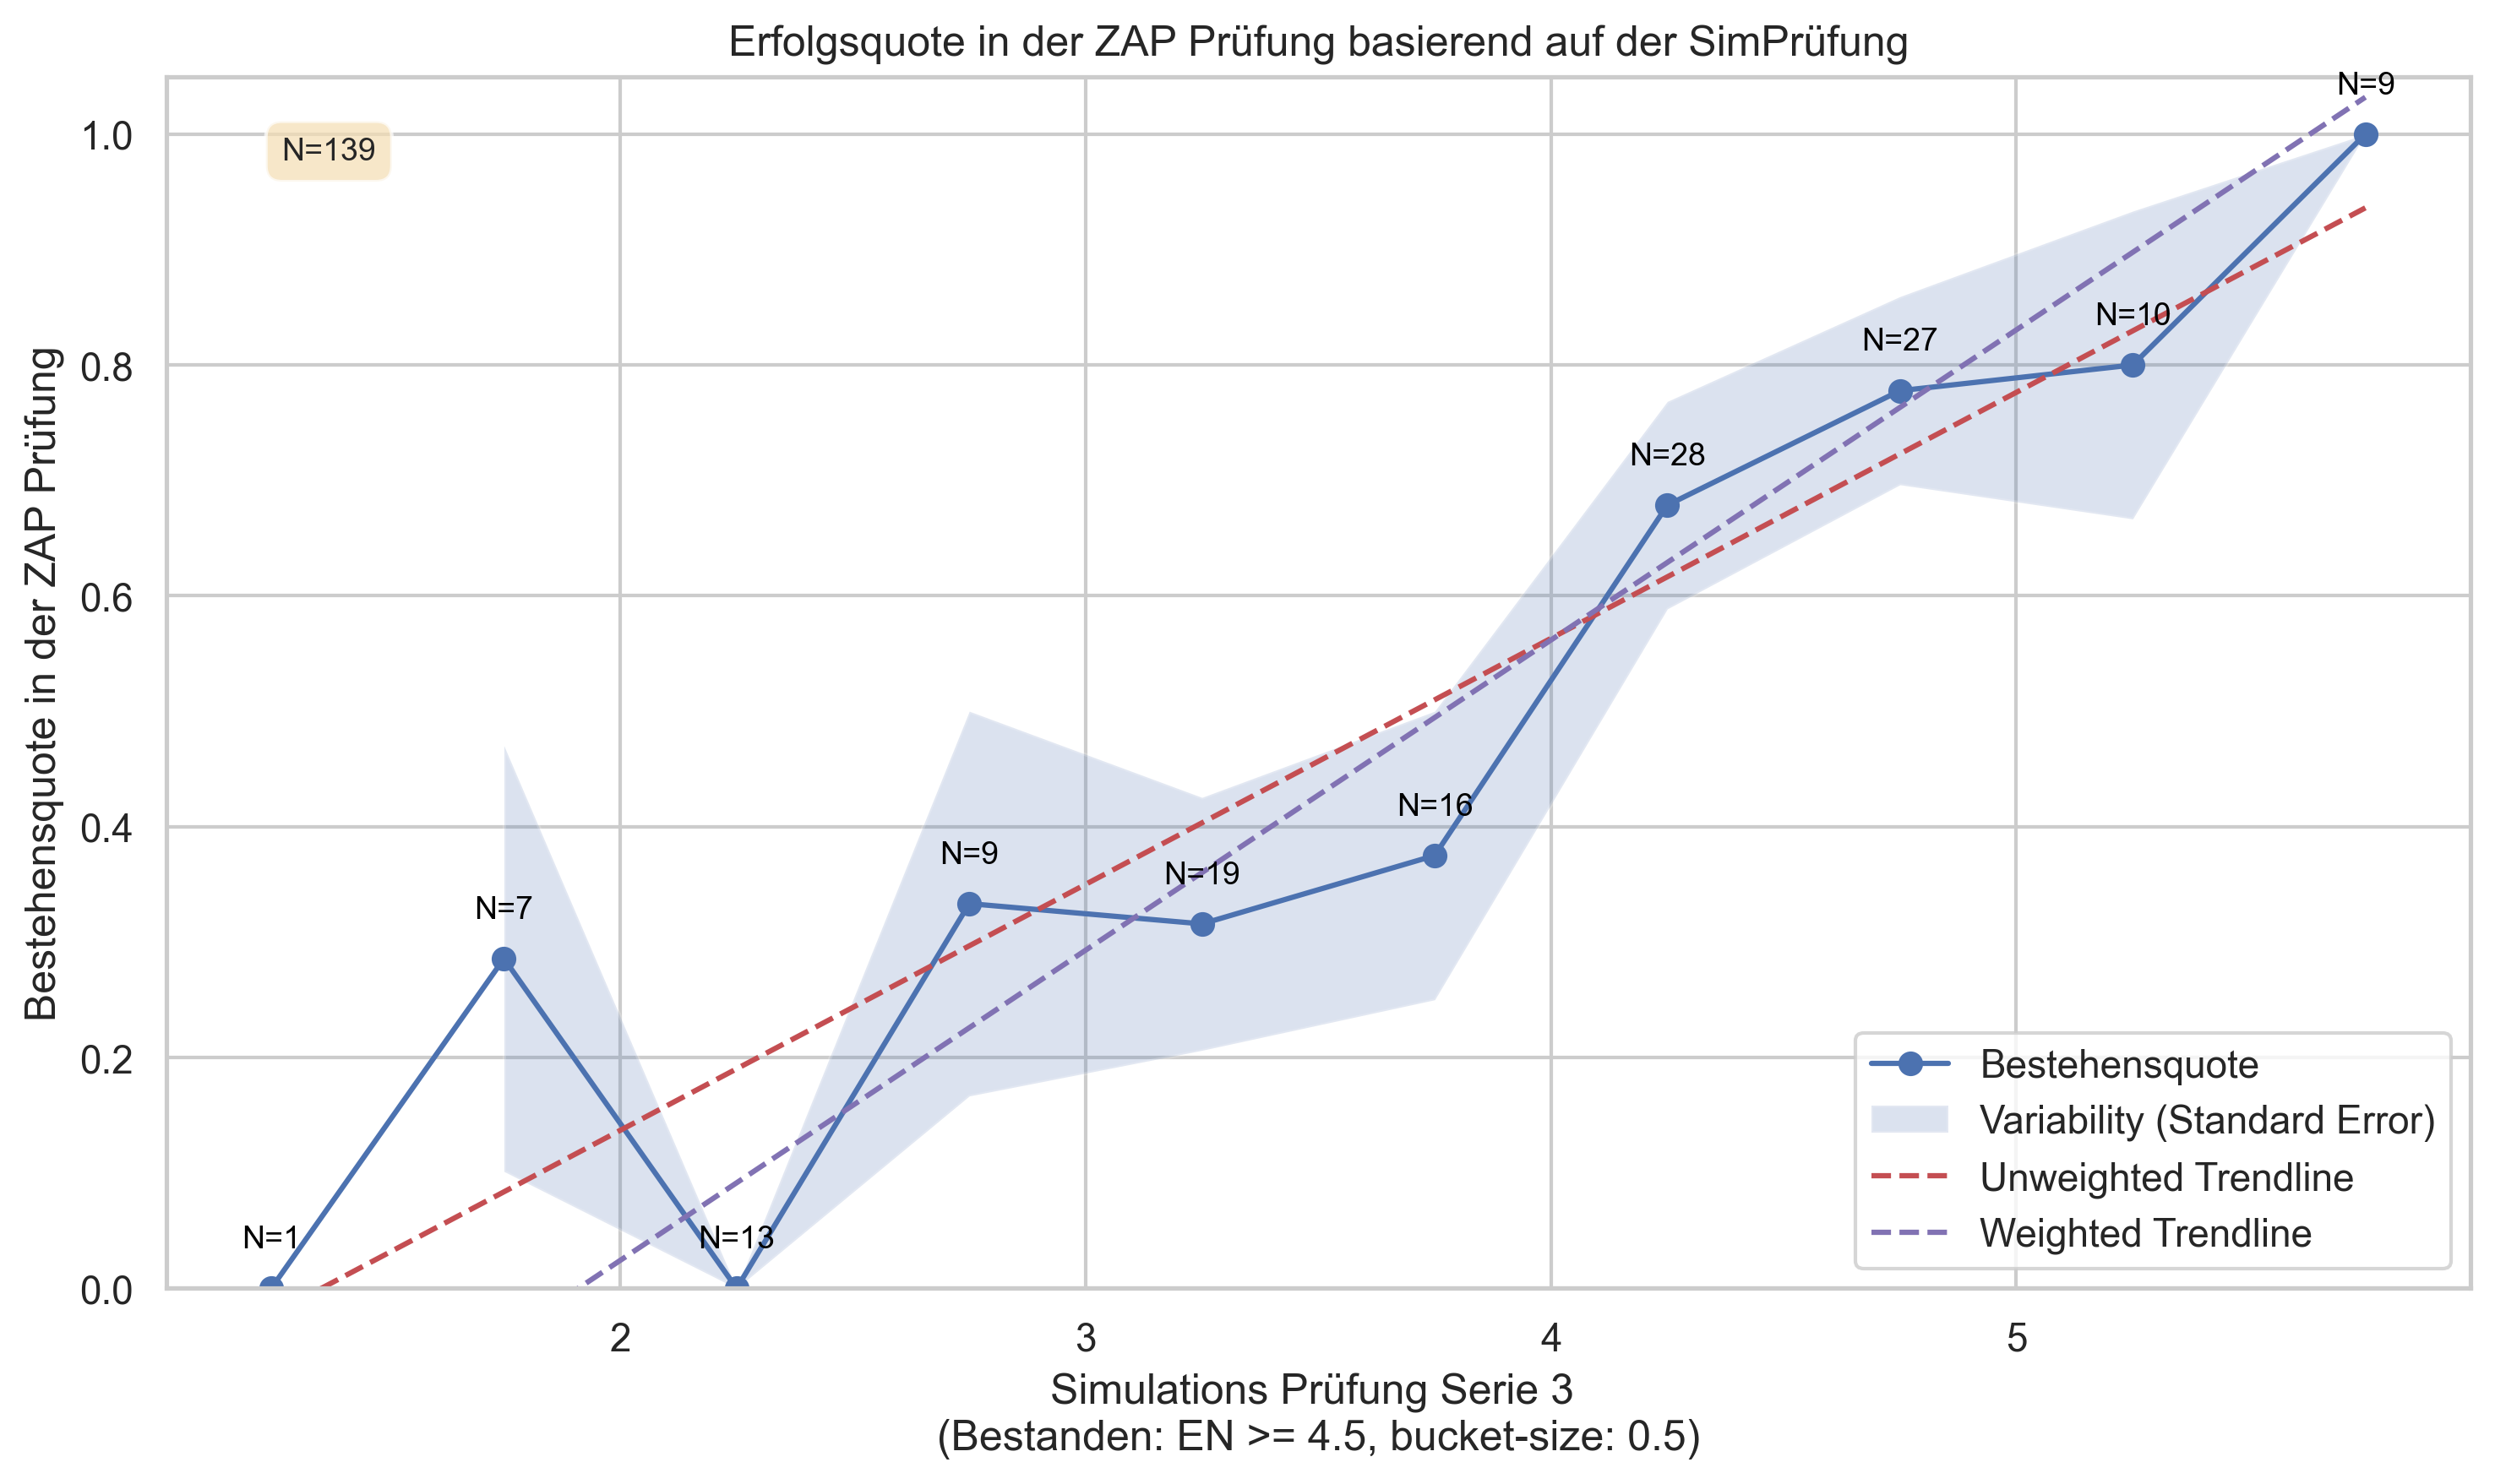 Erfolgsquote in der ZAP Prüfung basierend auf der SimPrüfung
N=139
Bestehensquote in der ZAP Prüfung
1.0
0.8
0.6
0.4
0.2
0.0
N=1
N=7
N=13
N=9
N=19
N=16
N=28
N=27
N=10
N=9
Bestehensquote
Variability (Standard Error)
Unweighted Trendline
Weighted Trendline
2
3
4
5
Simulations Prüfung Serie 3
(Bestanden: EN >= 4.5, bucket-size: 0.5)